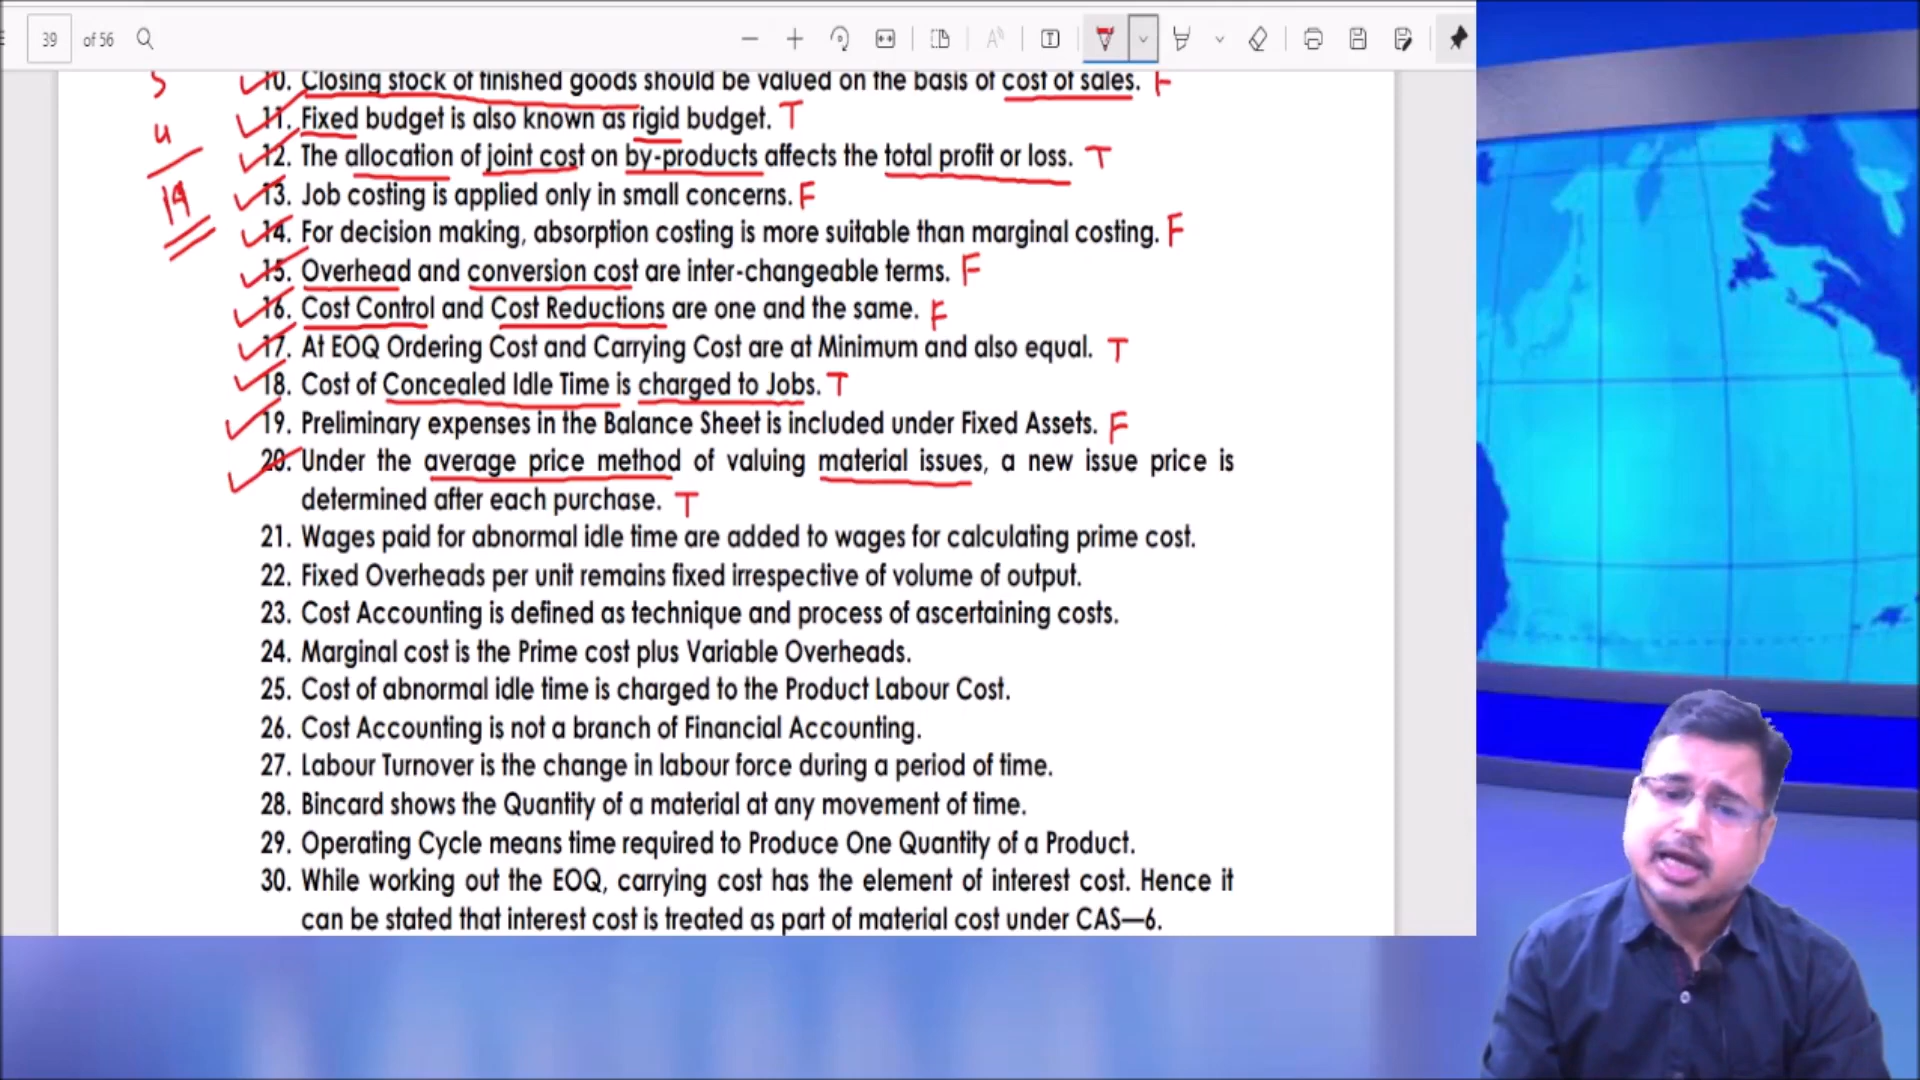 39 of 56
10. Closing stock of finished goods should be valued on the basis of cost of sales. F
11. Fixed budget is also known as rigid budget. T
12. The allocation of joint cost on by-products affects the total profit or loss. T
13. Job costing is applied only in small concerns. F
14. For decision making, absorption costing is more suitable than marginal costing. F
15. Overhead and conversion cost are inter-changeable terms. F
16. Cost Control and Cost Reductions are one and the same. F
17. At EOQ Ordering Cost and Carrying Cost are at Minimum and also equal. T
18. Cost of Concealed Idle Time is charged to Jobs. T
19. Preliminary expenses in the Balance Sheet is included under Fixed Assets. F
20. Under the average price method of valuing material issues, a new issue price is
determined after each purchase. T
21. Wages paid for abnormal idle time are added to wages for calculating prime cost.
22. Fixed Overheads per unit remains fixed irrespective of volume of output.
23. Cost Accounting is defined as technique and process of ascertaining costs.
24. Marginal cost is the Prime cost plus Variable Overheads.
25. Cost of abnormal idle time is charged to the Product Labour Cost.
26. Cost Accounting is not a branch of Financial Accounting.
27. Labour Turnover is the change in labour force during a period of time.
28. Bincard shows the Quantity of a material at any movement of time.
29. Operating Cycle means time required to Produce One Quantity of a Product.
30. While working out the EOQ, carrying cost has the element of interest cost. Hence it
can be stated that interest cost is treated as part of material cost under CAS—6.